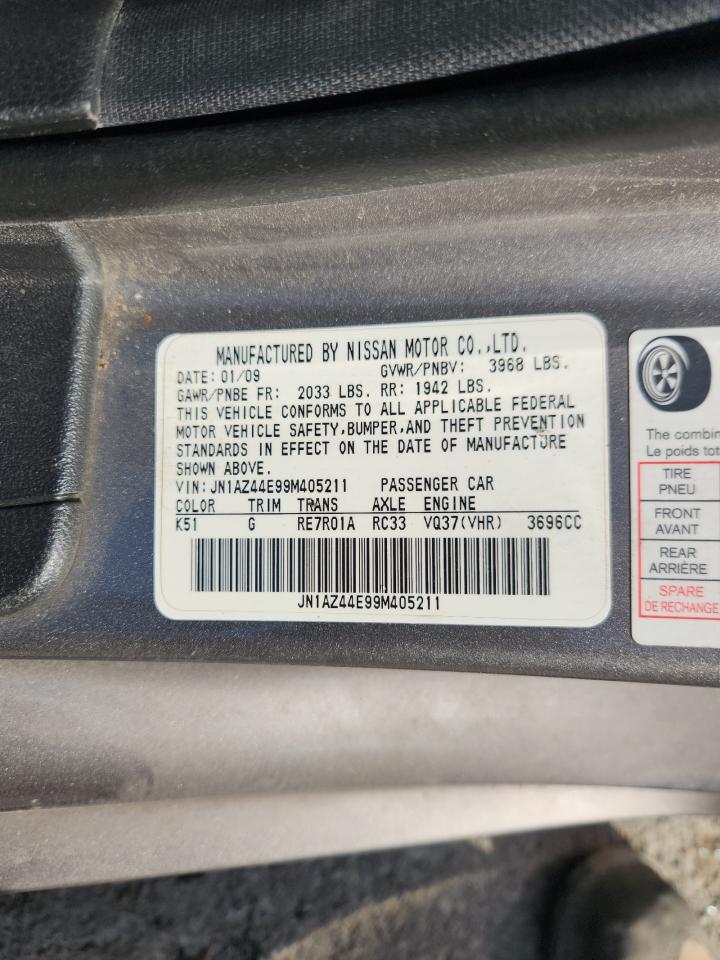 MANUFACTURED BY NISSAN MOTOR CO.,LTD.
DATE: 01/09 GVWR/PNBV: 3968 LBS.
GAWR/PNBE FR: 2033 LBS. RR: 1942 LBS.
THIS VEHICLE CONFORMS TO ALL APPLICABLE FEDERAL
MOTOR VEHICLE SAFETY,BUMPER,AND THEFT PREVENTION
STANDARDS IN EFFECT ON THE DATE OF MANUFACTURE
SHOWN ABOVE.
VIN:JN1AZ44E99M405211 PASSENGER CAR
COLOR TRIM TRANS AXLE ENGINE
K51 G RE7R01A RC33 VQ37(VHR) 3696CC
JN1AZ44E99M405211
The combin
Le poids tot
TIRE
PNEU
FRONT
AVANT
REAR
ARRIÈRE
SPARE
DE RECHANGE